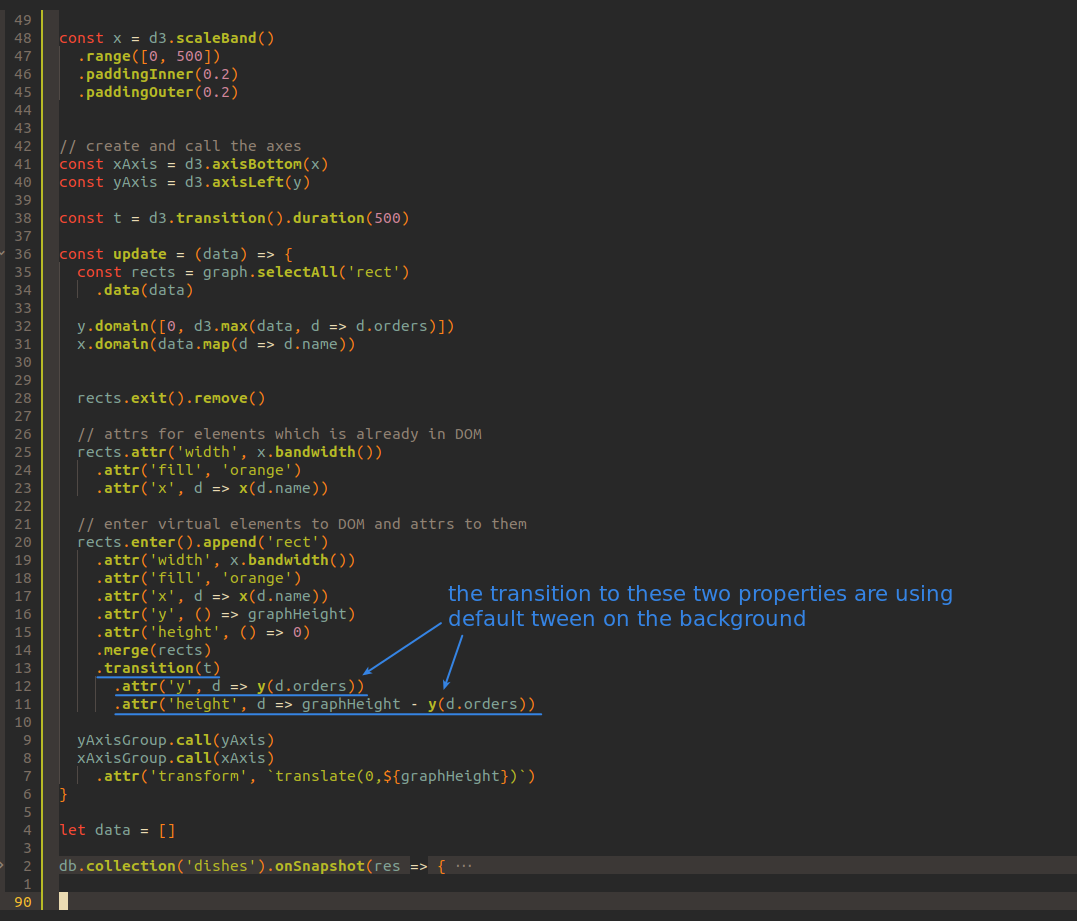 49
48 const x = d3.scaleBand()
47   .range([0, 500])
46   .paddingInner(0.2)
45   .paddingOuter(0.2)
44
43
42 // create and call the axes
41 const xAxis = d3.axisBottom(x)
40 const yAxis = d3.axisLeft(y)
39
38 const t = d3.transition().duration(500)
37
36 const update = (data) => {
35   const rects = graph.selectAll('rect')
34     .data(data)
33
32   y.domain([0, d3.max(data, d => d.orders)])
31   x.domain(data.map(d => d.name))
30
29
28   rects.exit().remove()
27
26   // attrs for elements which is already in DOM
25   rects.attr('width', x.bandwidth())
24     .attr('fill', 'orange')
23     .attr('x', d => x(d.name))
22
21   // enter virtual elements to DOM and attrs to them
20   rects.enter().append('rect')
19     .attr('width', x.bandwidth())
18     .attr('fill', 'orange')
17     .attr('x', d => x(d.name))
the transition to these two properties are using
default tween on the background
16     .attr('y', () => graphHeight)
15     .attr('height', () => 0)
14     .merge(rects)
13     .transition(t)
12       .attr('y', d => y(d.orders))
11       .attr('height', d => graphHeight - y(d.orders))
10
9   yAxisGroup.call(yAxis)
8   xAxisGroup.call(xAxis)
7     .attr('transform', `translate(0,${graphHeight})`)
6 }
5
4 let data = []
3
2 db.collection('dishes').onSnapshot(res => { ···
1
90